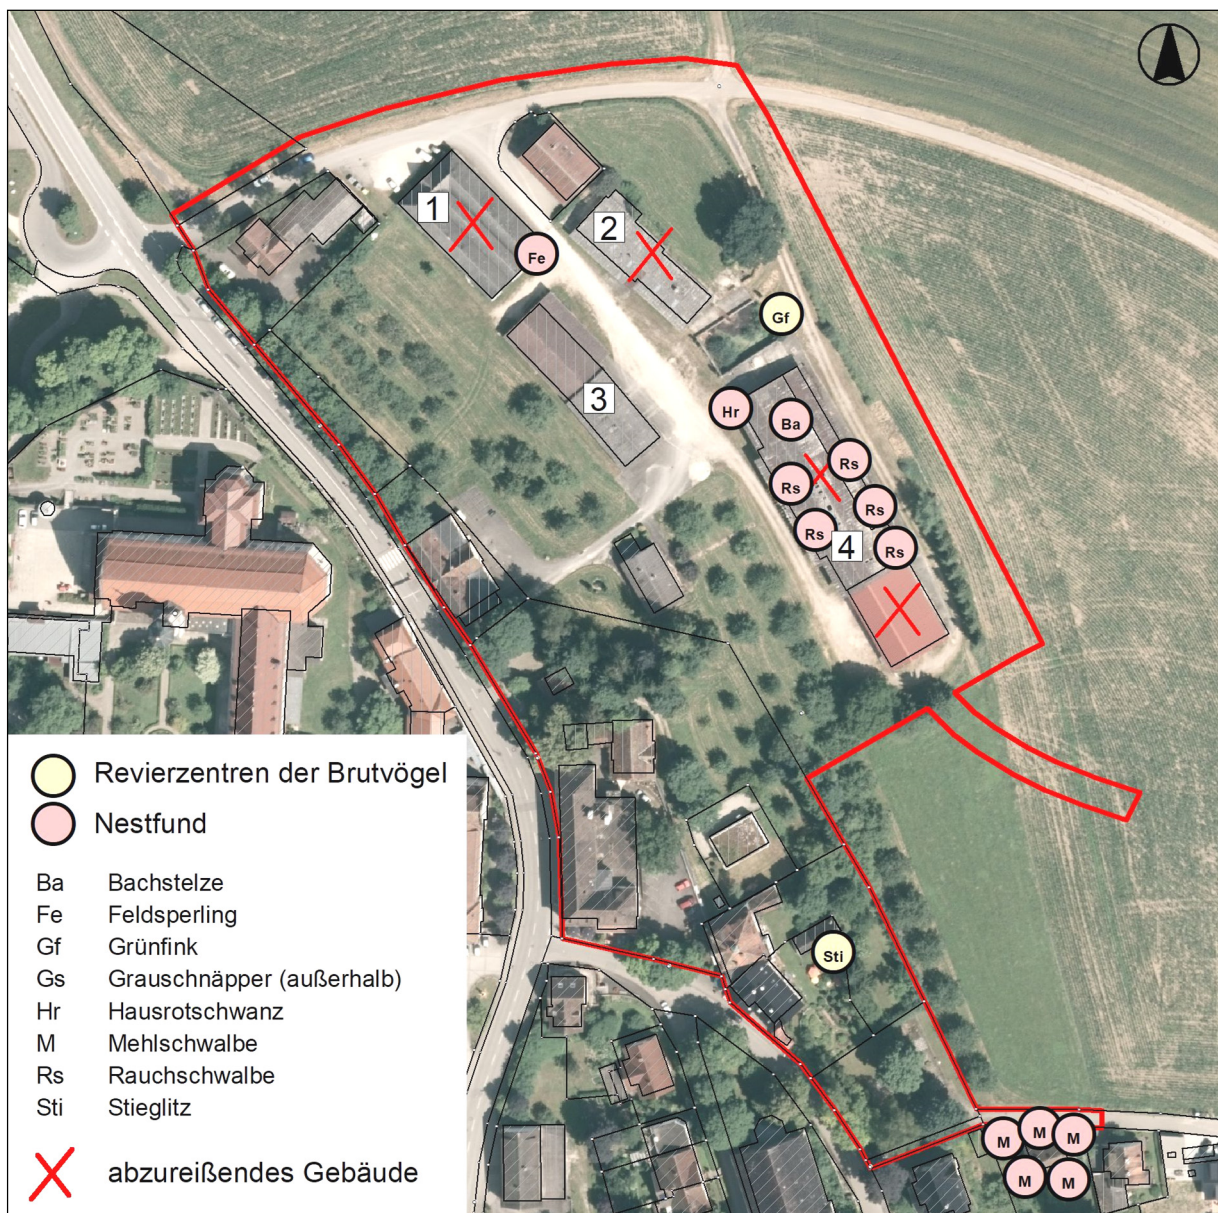 1
2
Fe
Gf
3
Hr
Ba
Rs
Rs
Rs
Rs
4
Rs
Revierzentren der Brutvögel
Nestfund
Ba Bachstelze
Fe Feldsperling
Gf Grünfink
Gs Grauschnäpper (außerhalb)
Hr Hausrotschwanz
M Mehlschwalbe
Rs Rauchschwalbe
Sti Stieglitz
abzureißendes Gebäude
Sti
M
M
M
M
M